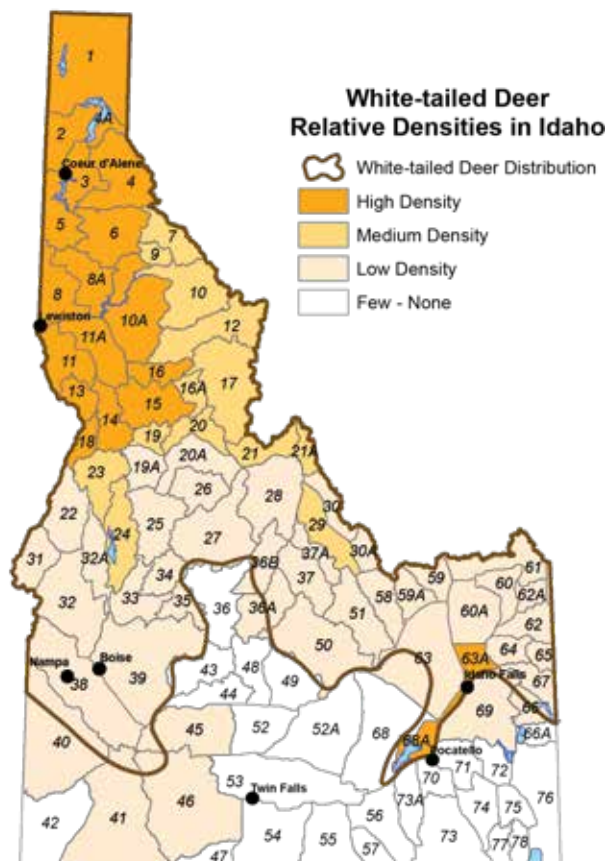 White-tailed Deer
Relative Densities in Idaho
White-tailed Deer Distribution
High Density
Medium Density
Low Density
Few - None
1
2
4A
Coeur d'Alene
3
4
5
6
7
9
8A
10
8
10A
Lewiston
12
11A
11
16
17
13
16A
15
14
18
19
20
21
21A
23
19A
20A
26
28
30
22
25
29
24
27
31
32A
37A
30A
36B
37
34
59
61
60
32
33
35
36
36A
58
59A
62A
51
60A
62
50
64
Boise
43
48
63
63A
65
Nampa
39
49
Idaho Falls
67
38
44
69
66
40
45
52
52A
68
68A
66A
Pocatello
70
71
72
53
Twin Falls
76
46
73A
41
56
74
75
42
54
55
73
57
77
78
47